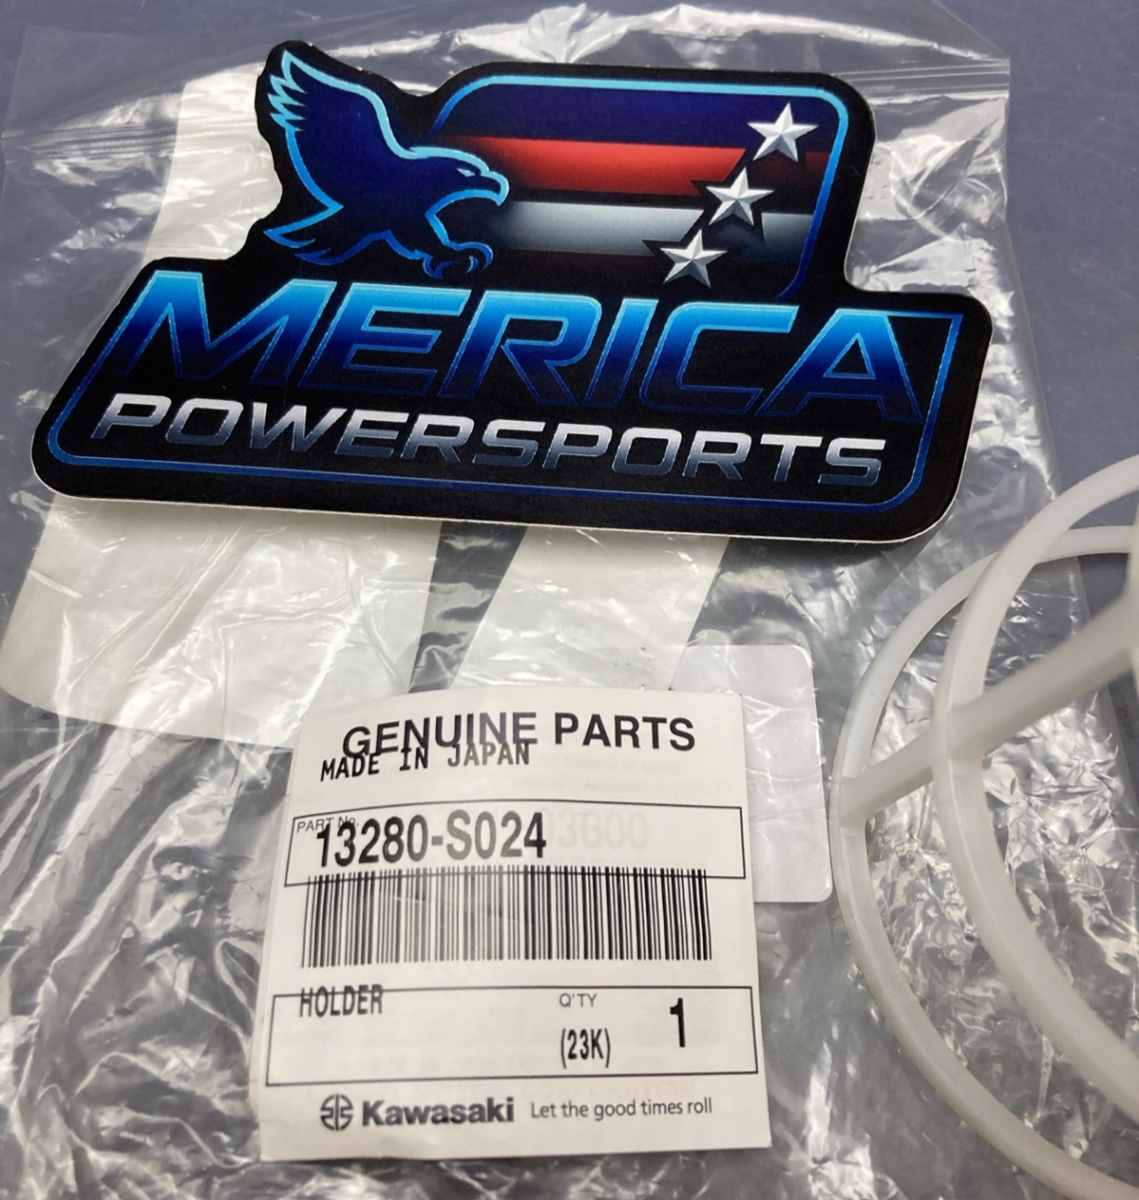 MERICA
POWERSPORTS
GENUINE PARTS
MADE IN JAPAN
PART No.
13280-S024
HOLDER
Q'TY
1
(23K)
Kawasaki Let the good times roll